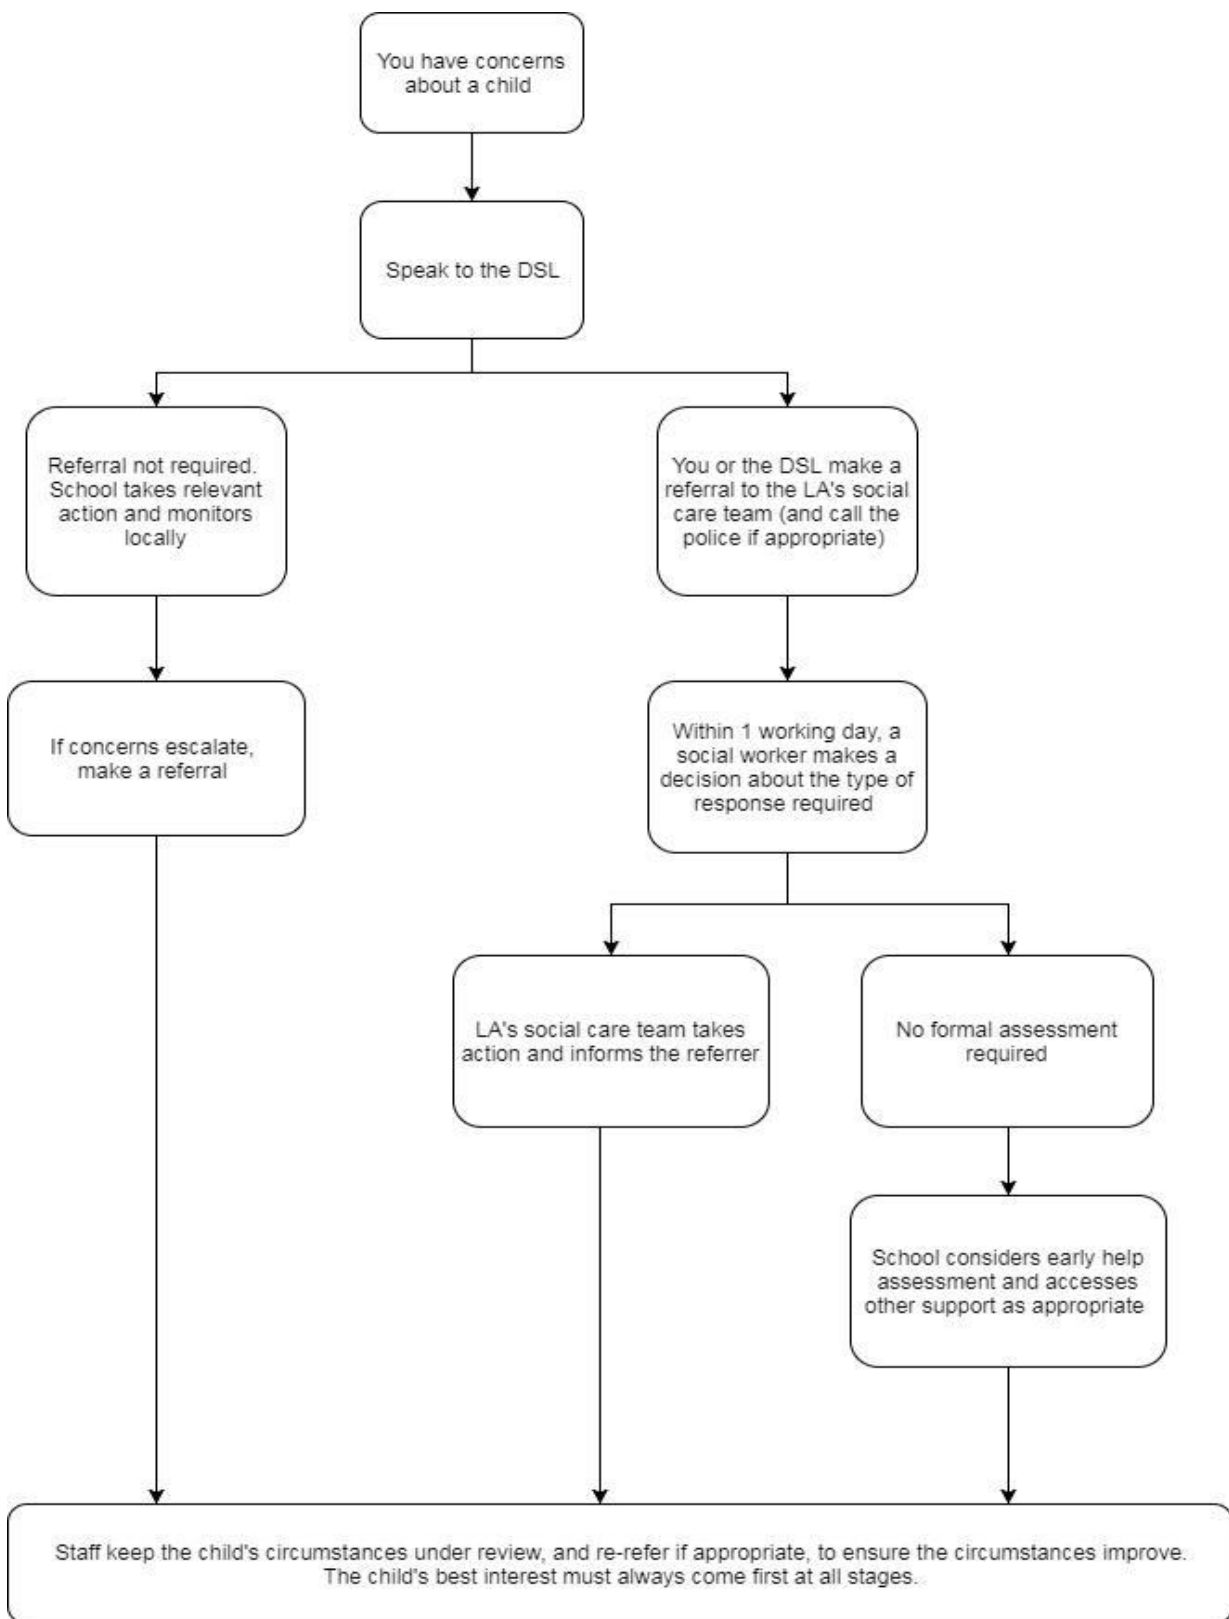 You have concerns
about a child
Speak to the DSL
Referral not required.
School takes relevant
action and monitors
locally
You or the DSL make a
referral to the LA's social
care team (and call the
police if appropriate)
If concerns escalate,
make a referral
Within 1 working day, a
social worker makes a
decision about the type of
response required
LA's social care team takes
action and informs the referrer
No formal assessment
required
School considers early help
assessment and accesses
other support as appropriate
Staff keep the child's circumstances under review, and re-refer if appropriate, to ensure the circumstances improve.
The child's best interest must always come first at all stages.